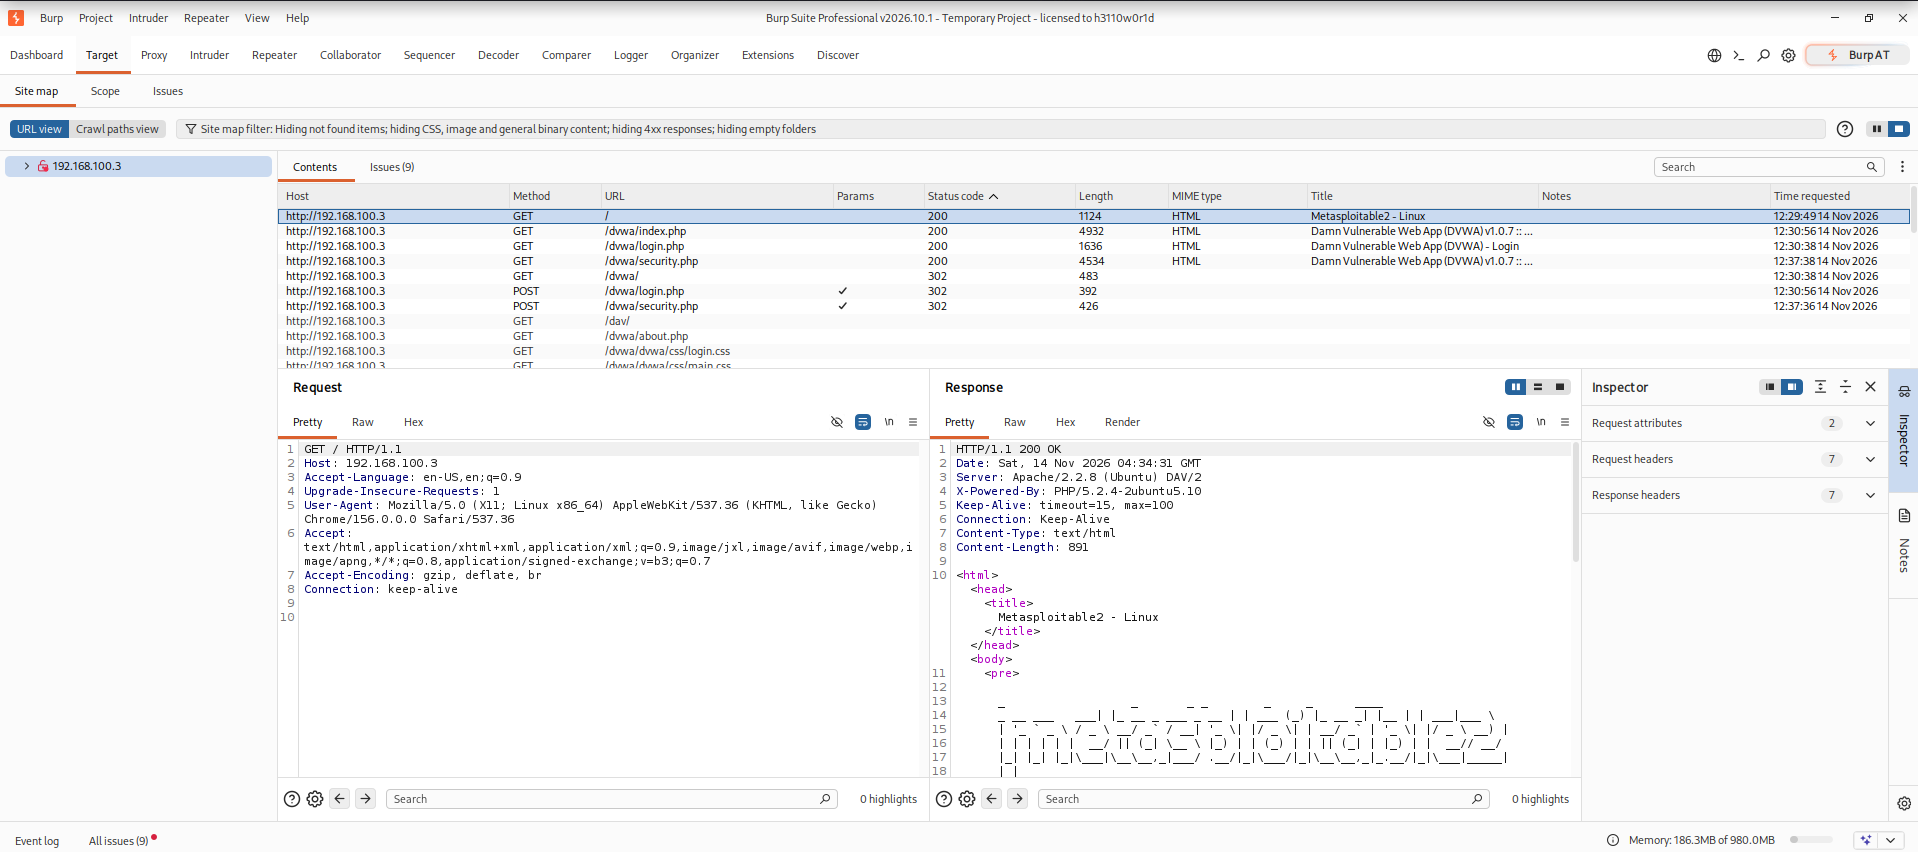 Burp Project Intruder Repeater View Help
Burp Suite Professional v2026.10.1 - Temporary Project - licensed to h3110w0r1d
Dashboard Target Proxy Intruder Repeater Collaborator Sequencer Decoder Comparer Logger Organizer Extensions Discover
Burp AT
Site map Scope Issues
URL view Crawl paths view
Site map filter: Hiding not found items; hiding CSS, image and general binary content; hiding 4xx responses; hiding empty folders
192.168.100.3
Contents Issues (9)
Search
Host Method URL Params Status code Length MIME type Title Notes Time requested
http://192.168.100.3 GET / 200 1124 HTML Metasploitable2 - Linux 12:29:49 14 Nov 2026
http://192.168.100.3 GET /dvwa/index.php 200 4932 HTML Damn Vulnerable Web App (DVWA) v1.0.7 :: ... 12:30:56 14 Nov 2026
http://192.168.100.3 GET /dvwa/login.php 200 1636 HTML Damn Vulnerable Web App (DVWA) - Login 12:30:38 14 Nov 2026
http://192.168.100.3 GET /dvwa/security.php 200 4534 HTML Damn Vulnerable Web App (DVWA) v1.0.7 :: ... 12:37:38 14 Nov 2026
http://192.168.100.3 GET /dvwa/ 302 483 12:30:38 14 Nov 2026
http://192.168.100.3 POST /dvwa/login.php ✓ 302 392 12:30:56 14 Nov 2026
http://192.168.100.3 POST /dvwa/security.php ✓ 302 426 12:37:36 14 Nov 2026
http://192.168.100.3 GET /dav/
http://192.168.100.3 GET /dvwa/about.php
http://192.168.100.3 GET /dvwa/dvwa/css/login.css
http://192.168.100.3 GET /dvwa/dvwa/css/main.css
Request
Pretty Raw Hex
\n
1 GET / HTTP/1.1
2 Host: 192.168.100.3
3 Accept-Language: en-US,en;q=0.9
4 Upgrade-Insecure-Requests: 1
5 User-Agent: Mozilla/5.0 (X11; Linux x86_64) AppleWebKit/537.36 (KHTML, like Gecko)
Chrome/156.0.0.0 Safari/537.36
6 Accept:
text/html,application/xhtml+xml,application/xml;q=0.9,image/jxl,image/avif,image/webp,i
mage/apng,*/*;q=0.8,application/signed-exchange;v=b3;q=0.7
7 Accept-Encoding: gzip, deflate, br
8 Connection: keep-alive
9
10
Search
0 highlights
Response
Pretty Raw Hex Render
\n
1 HTTP/1.1 200 OK
2 Date: Sat, 14 Nov 2026 04:34:31 GMT
3 Server: Apache/2.2.8 (Ubuntu) DAV/2
4 X-Powered-By: PHP/5.2.4-2ubuntu5.10
5 Keep-Alive: timeout=15, max=100
6 Connection: Keep-Alive
7 Content-Type: text/html
8 Content-Length: 891
9
10 <html>
<head>
<title>
Metasploitable2 - Linux
</title>
</head>
<body>
11 <pre>
12
13
14
15
16
17
18
Search
0 highlights
Inspector
Request attributes 2
Request headers 7
Response headers 7
Inspector
Notes
Event log All issues (9)
Memory: 186.3MB of 980.0MB